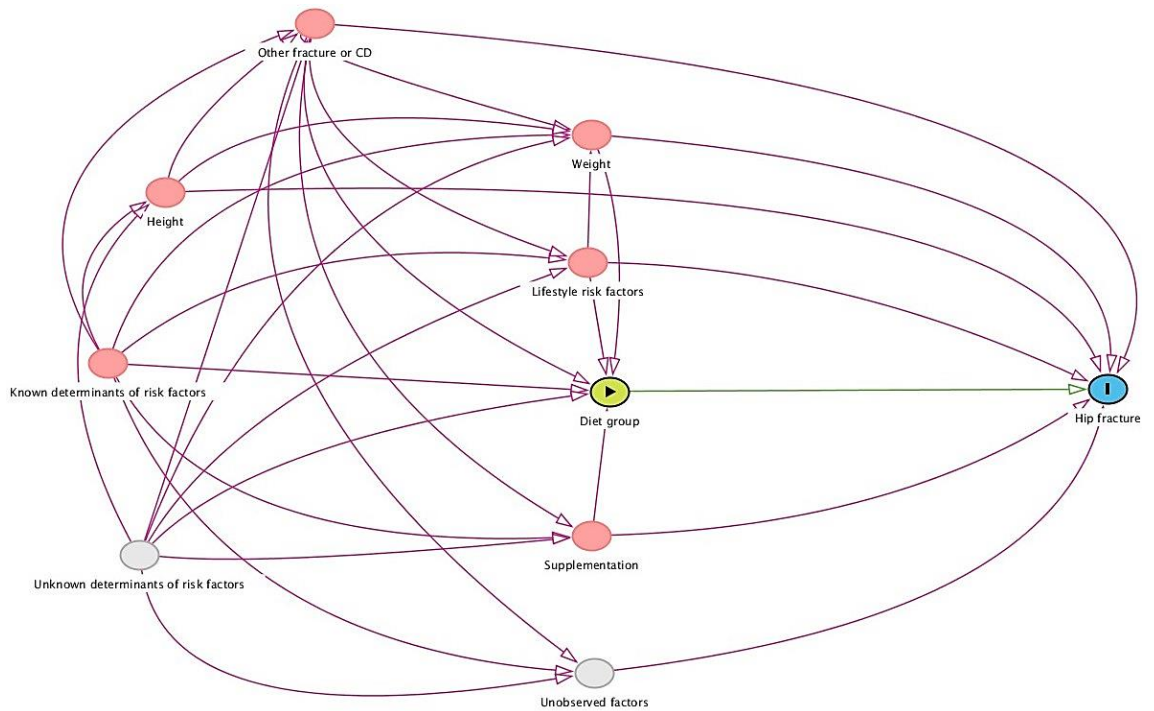 Other fracture or CD
Weight
Height
Lifestyle risk factors
Known determinants of risk factors
Diet group
Hip fracture
Supplementation
Unknown determinants of risk factors
Unobserved factors